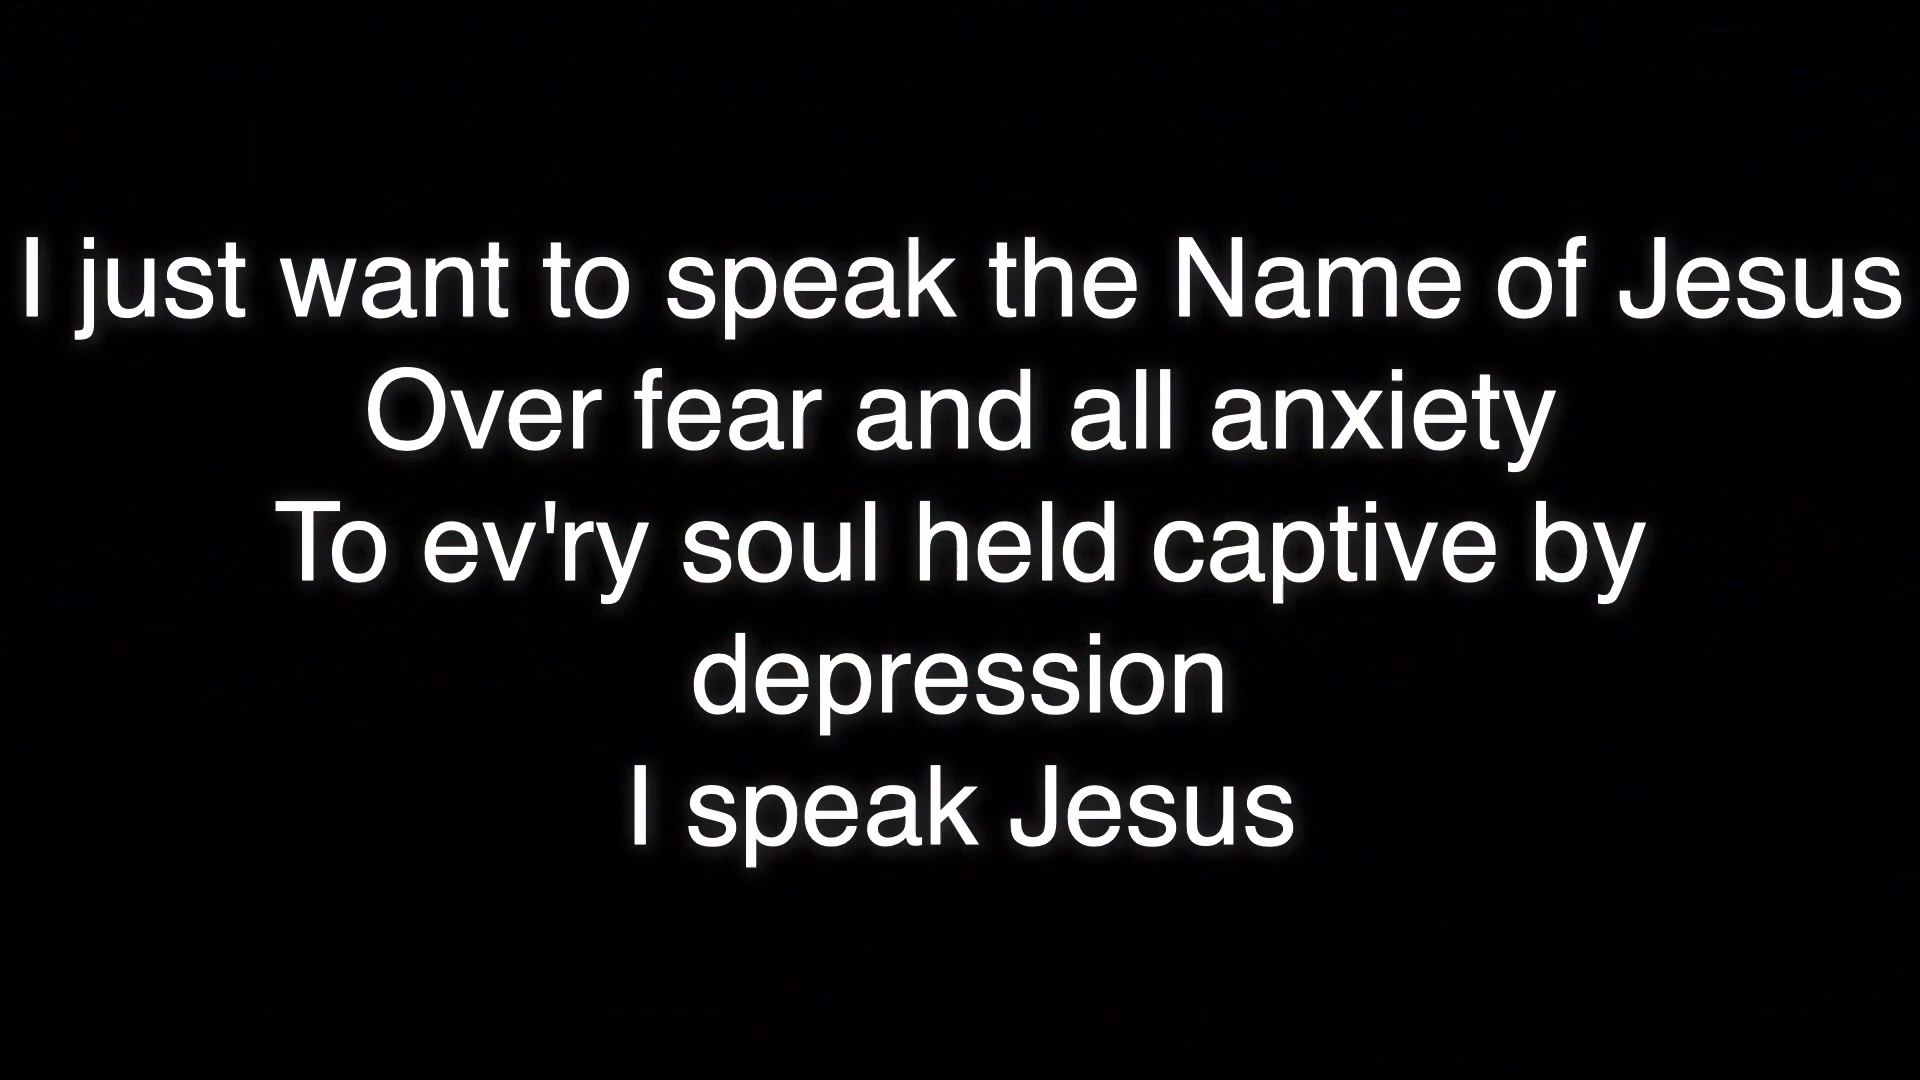 I just want to speak the Name of Jesus
Over fear and all anxiety
To ev'ry soul held captive by
depression
I speak Jesus